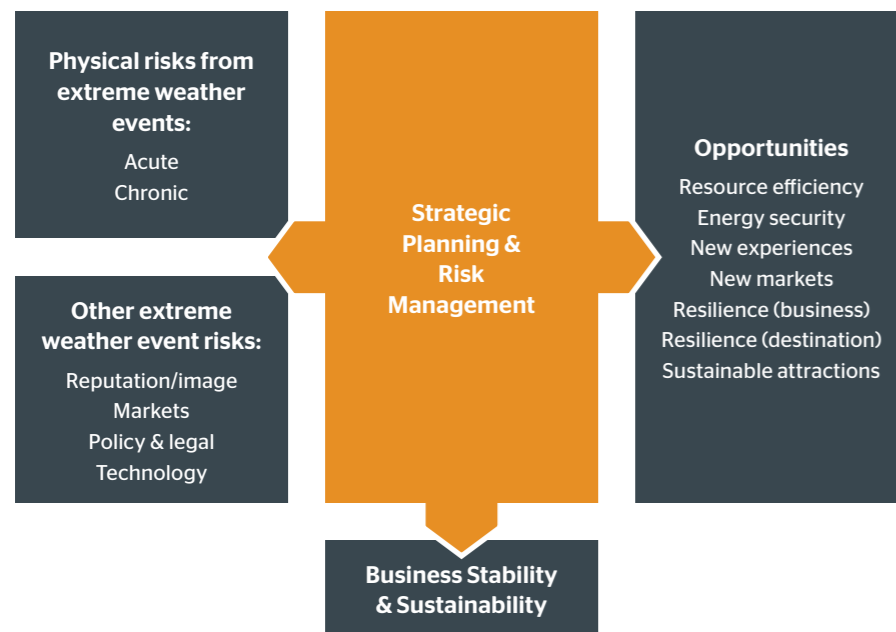 Physical risks from
extreme weather
events:
Acute
Chronic
Other extreme
weather event risks:
Reputation/image
Markets
Policy & legal
Technology
Strategic
Planning &
Risk
Management
Opportunities
Resource efficiency
Energy security
New experiences
New markets
Resilience (business)
Resilience (destination)
Sustainable attractions
Business Stability
& Sustainability